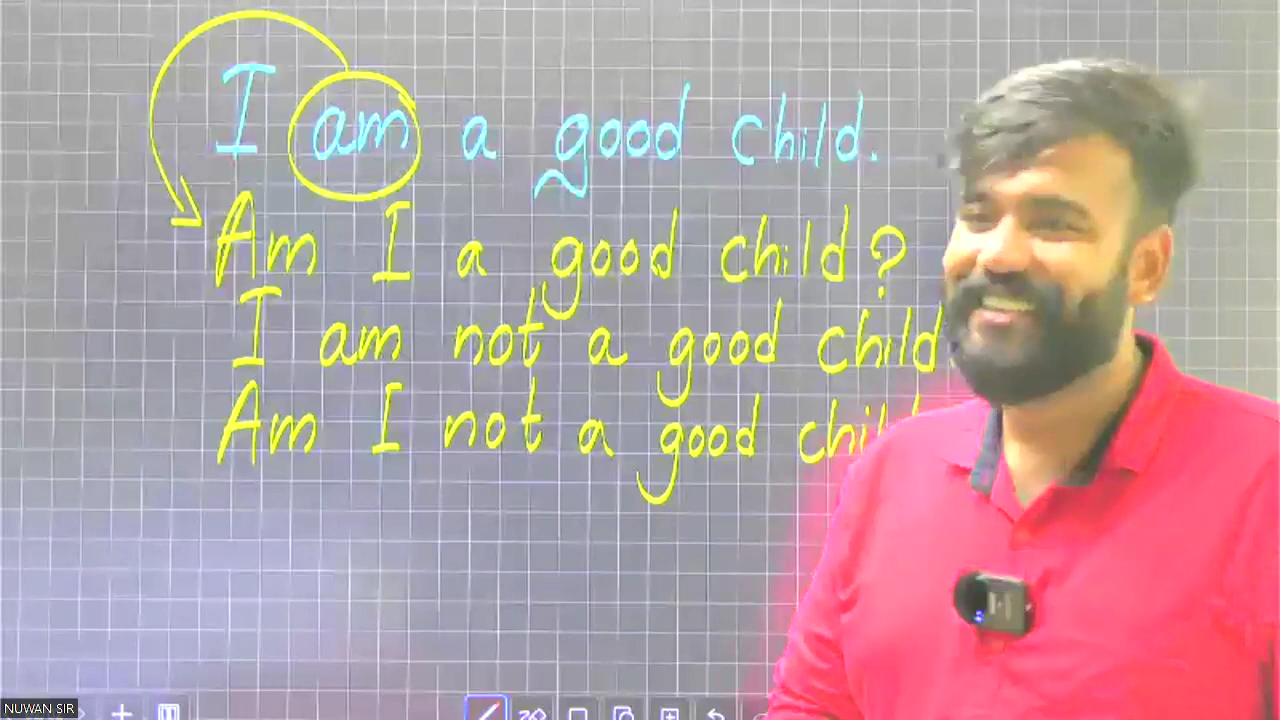 I am a good child.
Am I a good child?
I am not a good child
Am I not a good
NUWAN SIR